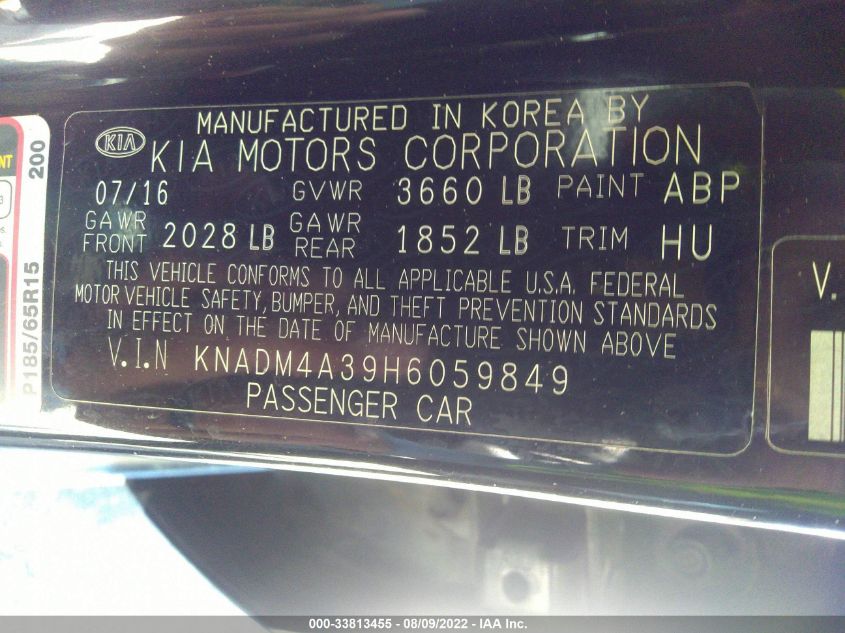 MANUFACTURED IN KOREA BY
KIA KIA MOTORS CORPORATION
07/16 GVWR 3660 LB PAINT ABP
GAWR FRONT 2028 LB GAWR REAR 1852 LB TRIM HU
THIS VEHICLE CONFORMS TO ALL APPLICABLE U.S.A. FEDERAL
MOTOR VEHICLE SAFETY, BUMPER, AND THEFT PREVENTION STANDARDS
IN EFFECT ON THE DATE OF MANUFACTURE SHOWN ABOVE
V.I.N KNADM4A39H6059849
PASSENGER CAR
P185/65R15
200
V.
000-33813455 - 08/09/2022 - IAA Inc.